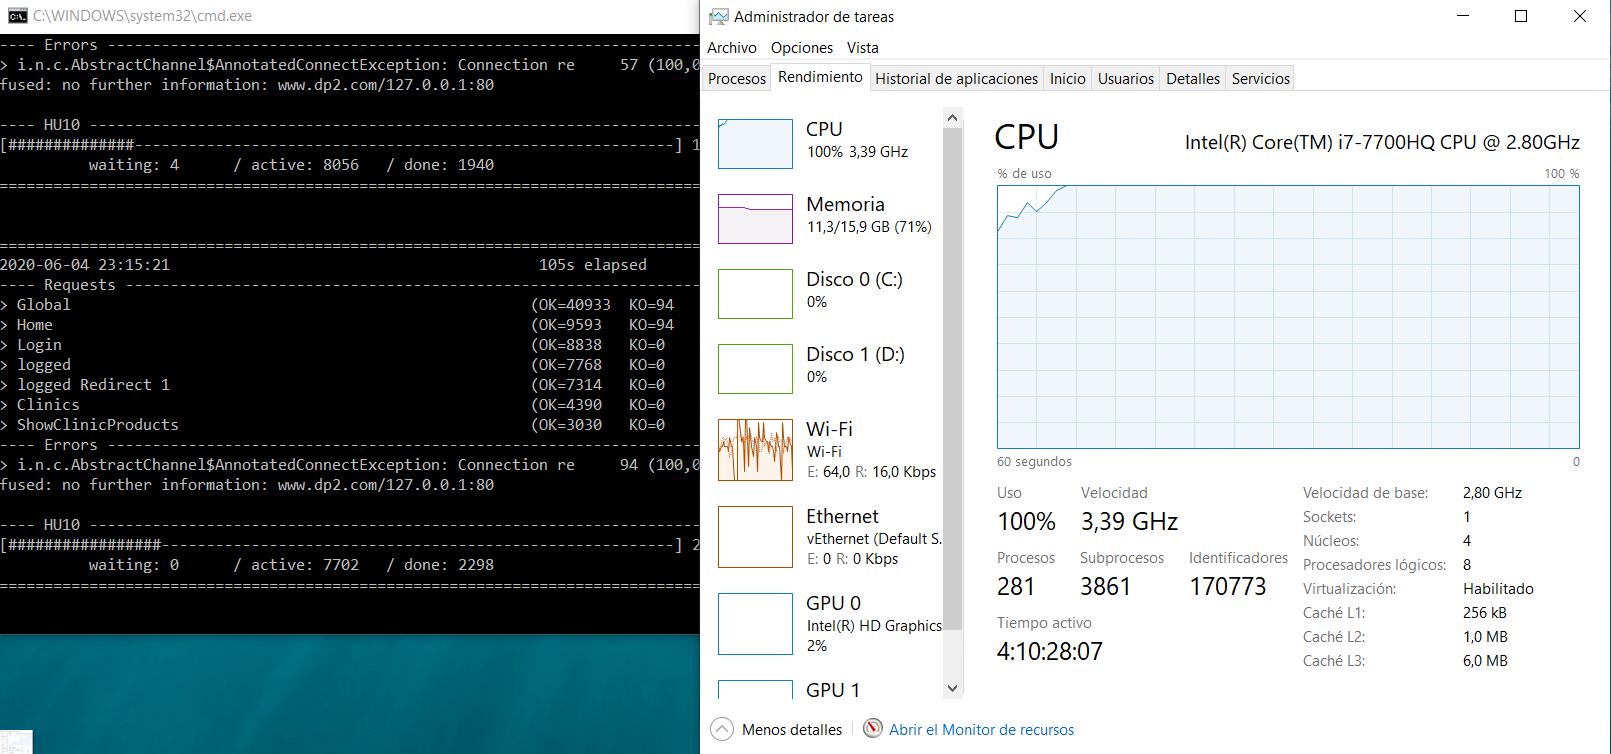 C:\WINDOWS\system32\cmd.exe
---- Errors --------------------------------------------------------------------
> i.n.c.AbstractChannel$AnnotatedConnectException: Connection re     57 (100,0
fused: no further information: www.dp2.com/127.0.0.1:80
---- HU10 ----------------------------------------------------------------------
[##############----------------------------------------------------------------] 1
waiting: 4      / active: 8056   / done: 1940
================================================================================
================================================================================
2020-06-04 23:15:21                                         105s elapsed
---- Requests ------------------------------------------------------------------
> Global                                                   (OK=40933  KO=94
> Home                                                     (OK=9593   KO=94
> Login                                                    (OK=8838   KO=0
> logged                                                   (OK=7768   KO=0
> logged Redirect 1                                        (OK=7314   KO=0
> Clinics                                                  (OK=4390   KO=0
> ShowClinicProducts                                       (OK=3030   KO=0
---- Errors --------------------------------------------------------------------
> i.n.c.AbstractChannel$AnnotatedConnectException: Connection re     94 (100,0
fused: no further information: www.dp2.com/127.0.0.1:80
---- HU10 ----------------------------------------------------------------------
[#################-------------------------------------------------------------] 2
waiting: 0      / active: 7702   / done: 2298
================================================================================
Administrador de tareas
Archivo Opciones Vista
Procesos Rendimiento Historial de aplicaciones Inicio Usuarios Detalles Servicios
CPU
100% 3,39 GHz
Memoria
11,3/15,9 GB (71%)
Disco 0 (C:)
0%
Disco 1 (D:)
0%
Wi-Fi
Wi-Fi
E: 64,0 R: 16,0 Kbps
Ethernet
vEthernet (Default S.
E: 0 R: 0 Kbps
GPU 0
Intel(R) HD Graphics
2%
GPU 1
CPU Intel(R) Core(TM) i7-7700HQ CPU @ 2.80GHz
% de uso 100 %
60 segundos 0
Uso Velocidad
100% 3,39 GHz
Procesos Subprocesos Identificadores
281 3861 170773
Tiempo activo
4:10:28:07
Velocidad de base: 2,80 GHz
Sockets: 1
Núcleos: 4
Procesadores lógicos: 8
Virtualización: Habilitado
Caché L1: 256 kB
Caché L2: 1,0 MB
Caché L3: 6,0 MB
Menos detalles Abrir el Monitor de recursos